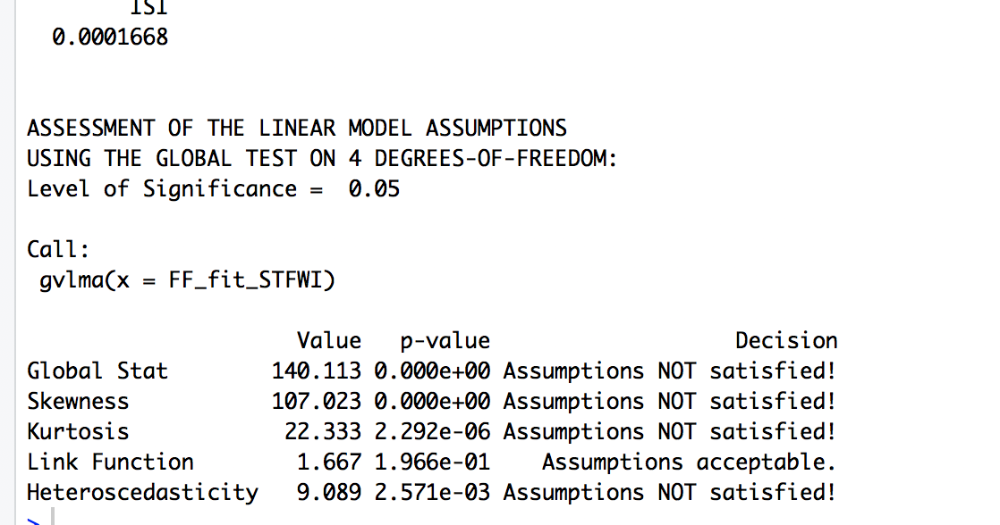 ISI
0.0001668
ASSESSMENT OF THE LINEAR MODEL ASSUMPTIONS
USING THE GLOBAL TEST ON 4 DEGREES-OF-FREEDOM:
Level of Significance =  0.05
Call:
 gvlma(x = FF_fit_STFWI)
                     Value   p-value                   Decision
Global Stat        140.113 0.000e+00 Assumptions NOT satisfied!
Skewness           107.023 0.000e+00 Assumptions NOT satisfied!
Kurtosis            22.333 2.292e-06 Assumptions NOT satisfied!
Link Function        1.667 1.966e-01    Assumptions acceptable.
Heteroscedasticity   9.089 2.571e-03 Assumptions NOT satisfied!
>